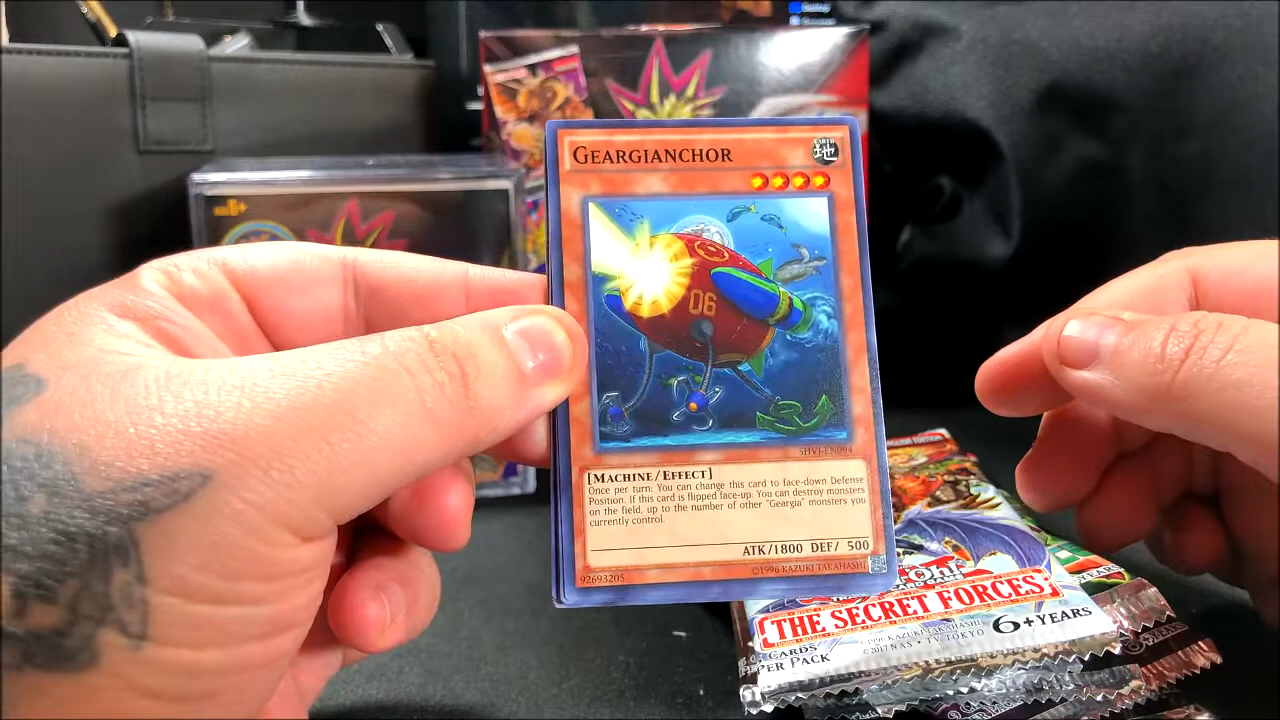 GEARGIANCHOR
EARTH
地
06
SHVI-EN094
[MACHINE/EFFECT]
Once per turn: You can change this card to face-down Defense
Position. If this card is flipped face-up: You can destroy monsters
on the field, up to the number of other "Geargia" monsters you
currently control.
ATK/1800 DEF/ 500
92693205
©1996 KAZUKI TAKAHASHI
Oh!
THE SECRET FORCES
1996 KAZUKI TAKAHASHI
©2017 NAS • TV TOKYO
6+YEARS
CARDS
PER PACK